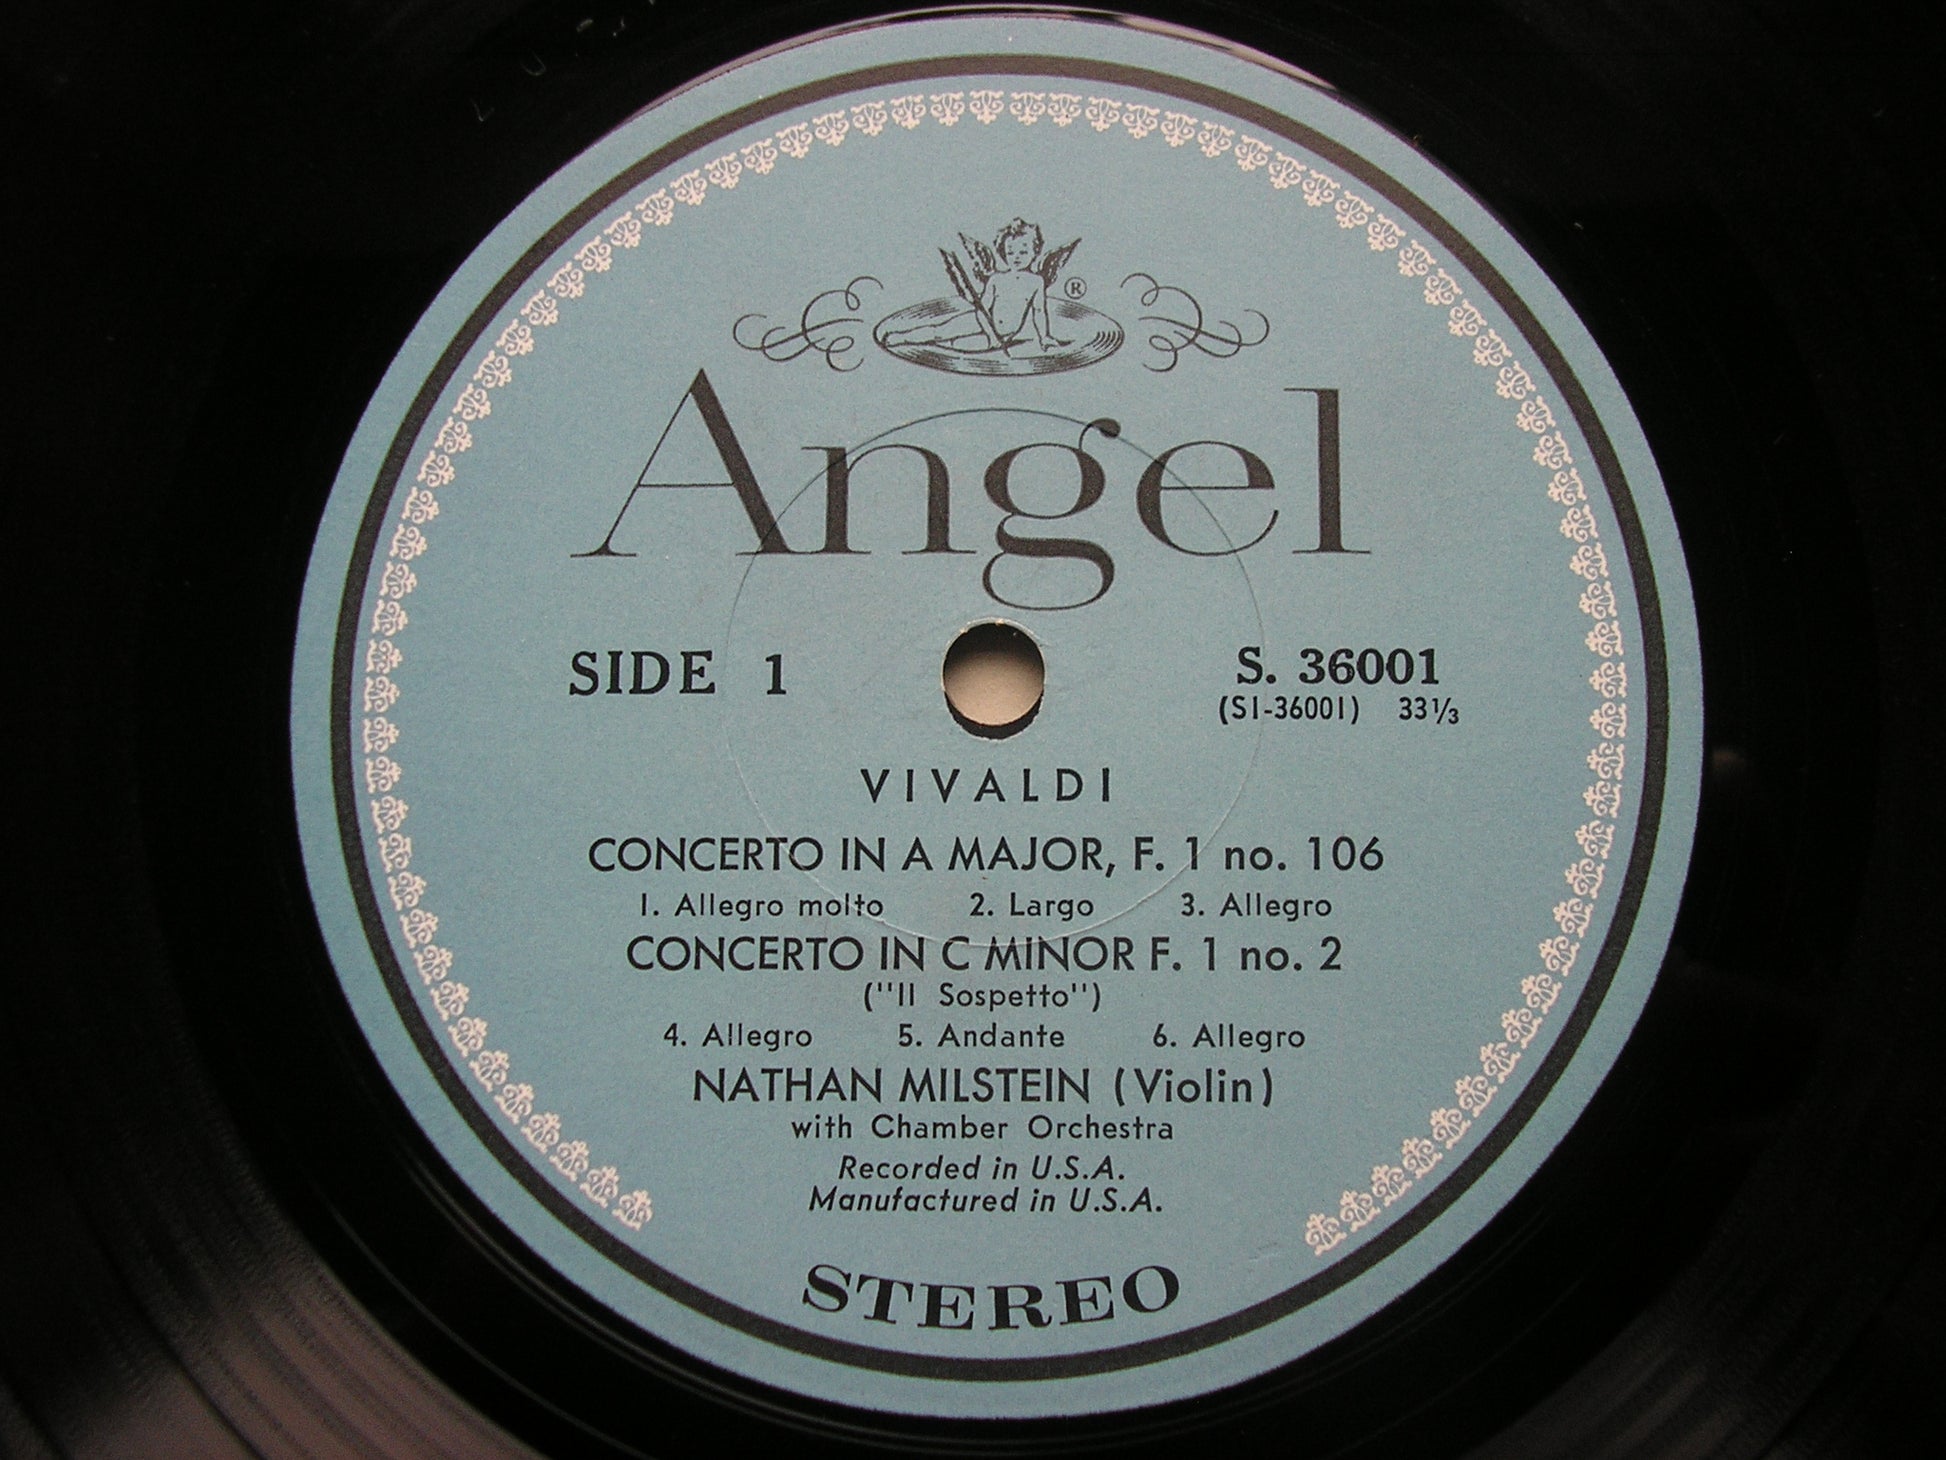 ®
Angel
SIDE 1
S. 36001
(S1-36001) 33⅓
VIVALDI
CONCERTO IN A MAJOR, F. 1 no. 106
1. Allegro molto 2. Largo 3. Allegro
CONCERTO IN C MINOR F. 1 no. 2
("Il Sospetto")
4. Allegro 5. Andante 6. Allegro
NATHAN MILSTEIN (Violin)
with Chamber Orchestra
Recorded in U.S.A.
Manufactured in U.S.A.
STEREO